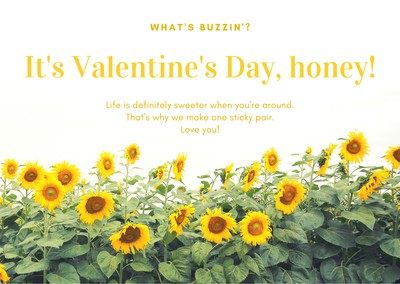 WHAT'S BUZZIN'?
It's Valentine's Day, honey!
Life is definitely sweeter when you're around.
That's why we make one sticky pair.
Love you!